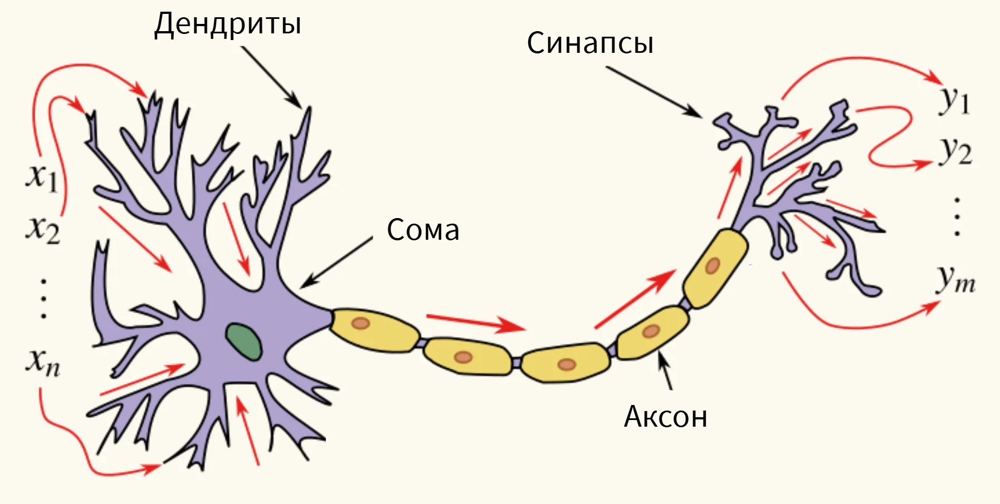 Дендриты
Синапсы
x1
x2
⋮
xn
Сома
Аксон
y1
y2
⋮
ym